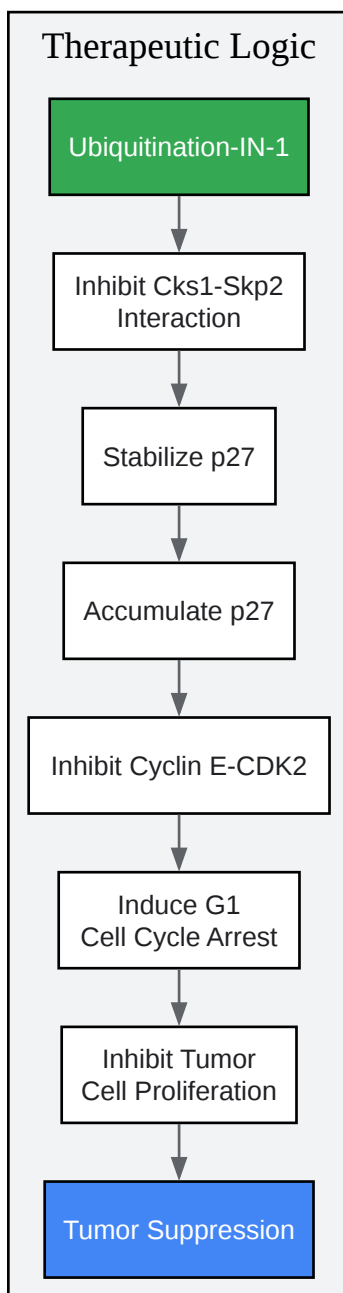 Therapeutic Logic
Ubiquitination-IN-1
Inhibit Cks1-Skp2
Interaction
Stabilize p27
Accumulate p27
Inhibit Cyclin E-CDK2
Induce G1
Cell Cycle Arrest
Inhibit Tumor
Cell Proliferation
Tumor Suppression